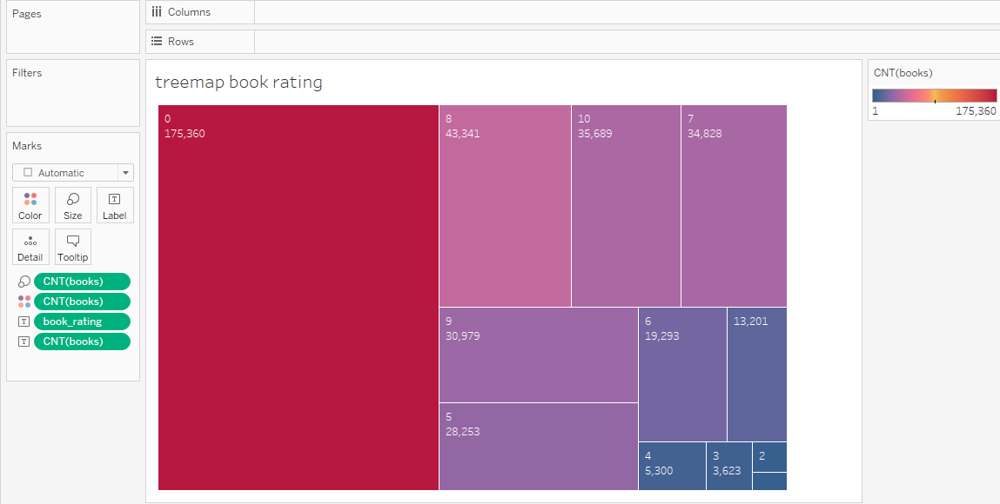 Pages
Columns
Rows
Filters
Marks
Automatic
Color
Size
Label
Detail
Tooltip
CNT(books)
CNT(books)
book_rating
CNT(books)
treemap book rating
0
175,360
8
43,341
10
35,689
7
34,828
9
30,979
5
28,253
6
19,293
13,201
4
5,300
3
3,623
2
CNT(books)
1 175,360